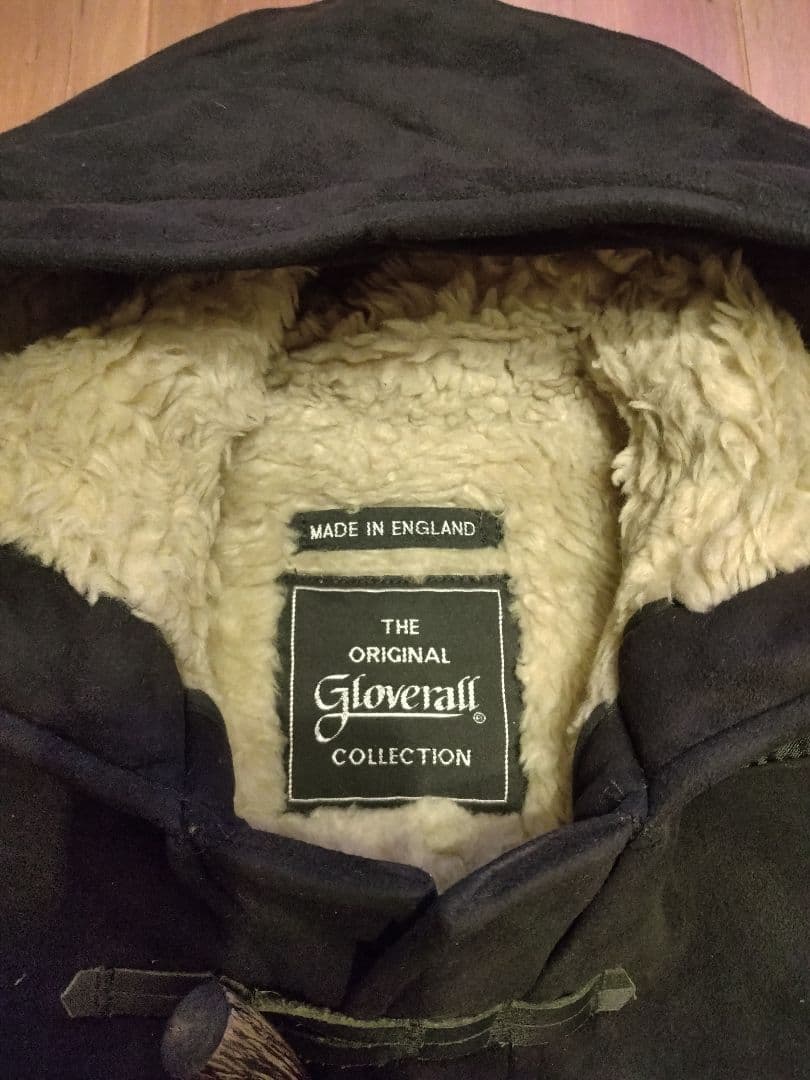 MADE IN ENGLAND
THE
ORIGINAL
Gloverall®
COLLECTION